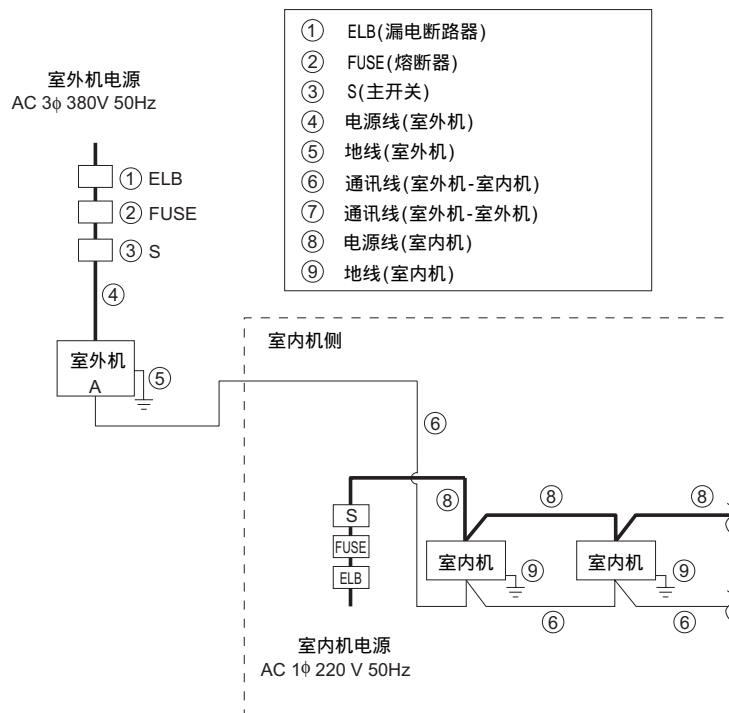 ① ELB(漏电断路器)
② FUSE(熔断器)
③ S(主开关)
④ 电源线(室外机)
⑤ 地线(室外机)
⑥ 通讯线(室外机-室内机)
⑦ 通讯线(室外机-室外机)
⑧ 电源线(室内机)
⑨ 地线(室内机)
室外机电源
AC 3ϕ 380V 50Hz
① ELB
② FUSE
③ S
④
室外机
A
⑤
室内机侧
⑥
⑧
⑧
⑧
S
FUSE
ELB
室内机
⑨
室内机
⑨
⑥
⑥
室内机电源
AC 1ϕ 220 V 50Hz